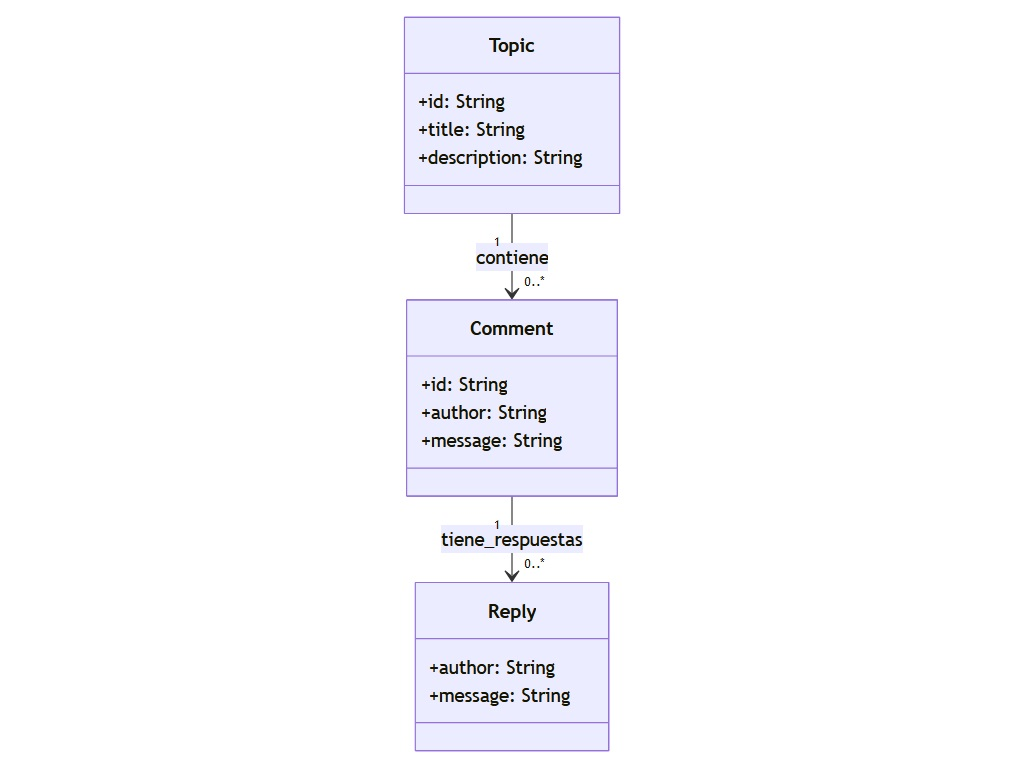 Topic
+id: String
+title: String
+description: String
1
contiene
0..*
Comment
+id: String
+author: String
+message: String
1
tiene_respuestas
0..*
Reply
+author: String
+message: String